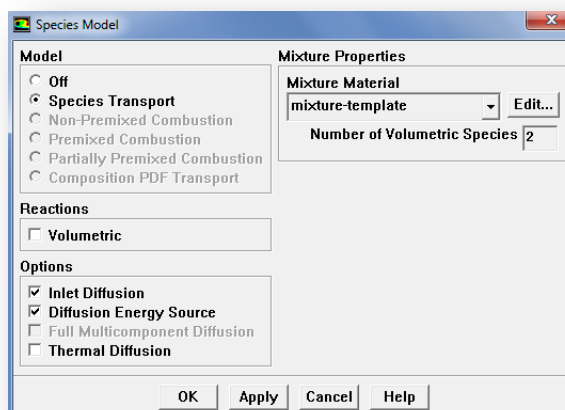 Species Model
Model
Off
Species Transport
Non-Premixed Combustion
Premixed Combustion
Partially Premixed Combustion
Composition PDF Transport
Reactions
Volumetric
Options
Inlet Diffusion
Diffusion Energy Source
Full Multicomponent Diffusion
Thermal Diffusion
Mixture Properties
Mixture Material
mixture-template Edit...
Number of Volumetric Species 2
OK Apply Cancel Help